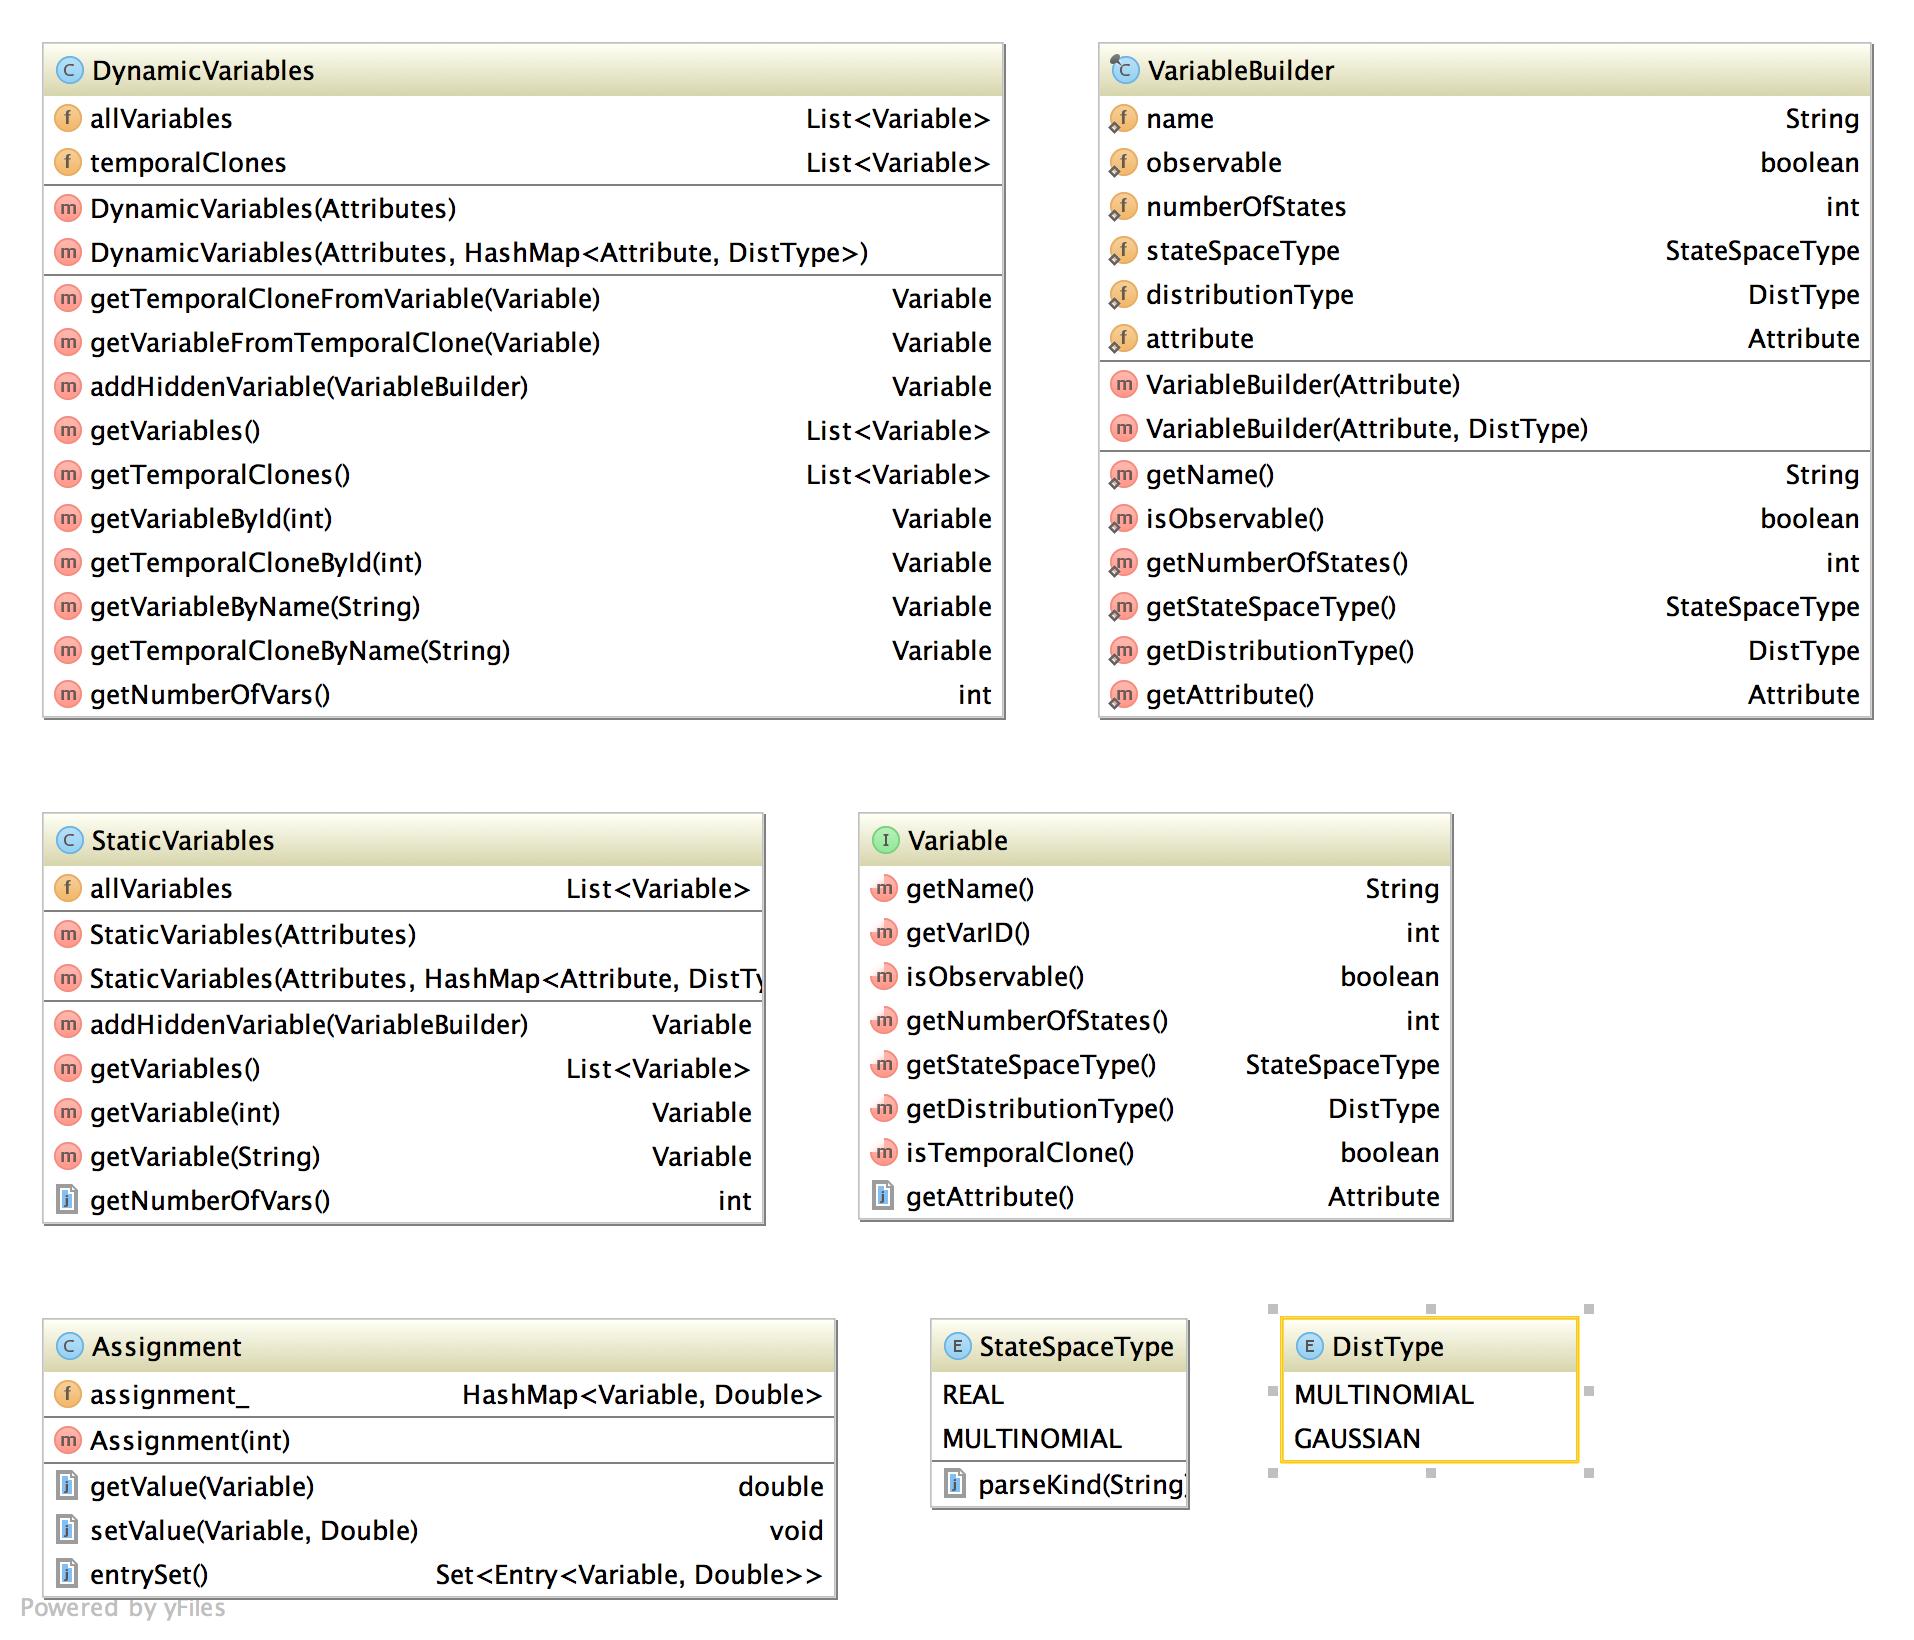 DynamicVariables
allVariables List<Variable>
temporalClones List<Variable>
DynamicVariables(Attributes)
DynamicVariables(Attributes, HashMap<Attribute, DistType>)
getTemporalCloneFromVariable(Variable) Variable
getVariableFromTemporalClone(Variable) Variable
addHiddenVariable(VariableBuilder) Variable
getVariables() List<Variable>
getTemporalClones() List<Variable>
getVariableById(int) Variable
getTemporalCloneById(int) Variable
getVariableByName(String) Variable
getTemporalCloneByName(String) Variable
getNumberOfVars() int
VariableBuilder
name String
observable boolean
numberOfStates int
stateSpaceType StateSpaceType
distributionType DistType
attribute Attribute
VariableBuilder(Attribute)
VariableBuilder(Attribute, DistType)
getName() String
isObservable() boolean
getNumberOfStates() int
getStateSpaceType() StateSpaceType
getDistributionType() DistType
getAttribute() Attribute
StaticVariables
allVariables List<Variable>
StaticVariables(Attributes)
StaticVariables(Attributes, HashMap<Attribute, DistTy
addHiddenVariable(VariableBuilder) Variable
getVariables() List<Variable>
getVariable(int) Variable
getVariable(String) Variable
getNumberOfVars() int
Variable
getName() String
getVarID() int
isObservable() boolean
getNumberOfStates() int
getStateSpaceType() StateSpaceType
getDistributionType() DistType
isTemporalClone() boolean
getAttribute() Attribute
Assignment
assignment_ HashMap<Variable, Double>
Assignment(int)
getValue(Variable) double
setValue(Variable, Double) void
entrySet() Set<Entry<Variable, Double>>
StateSpaceType
REAL
MULTINOMIAL
parseKind(String)
DistType
MULTINOMIAL
GAUSSIAN
Powered by yFiles